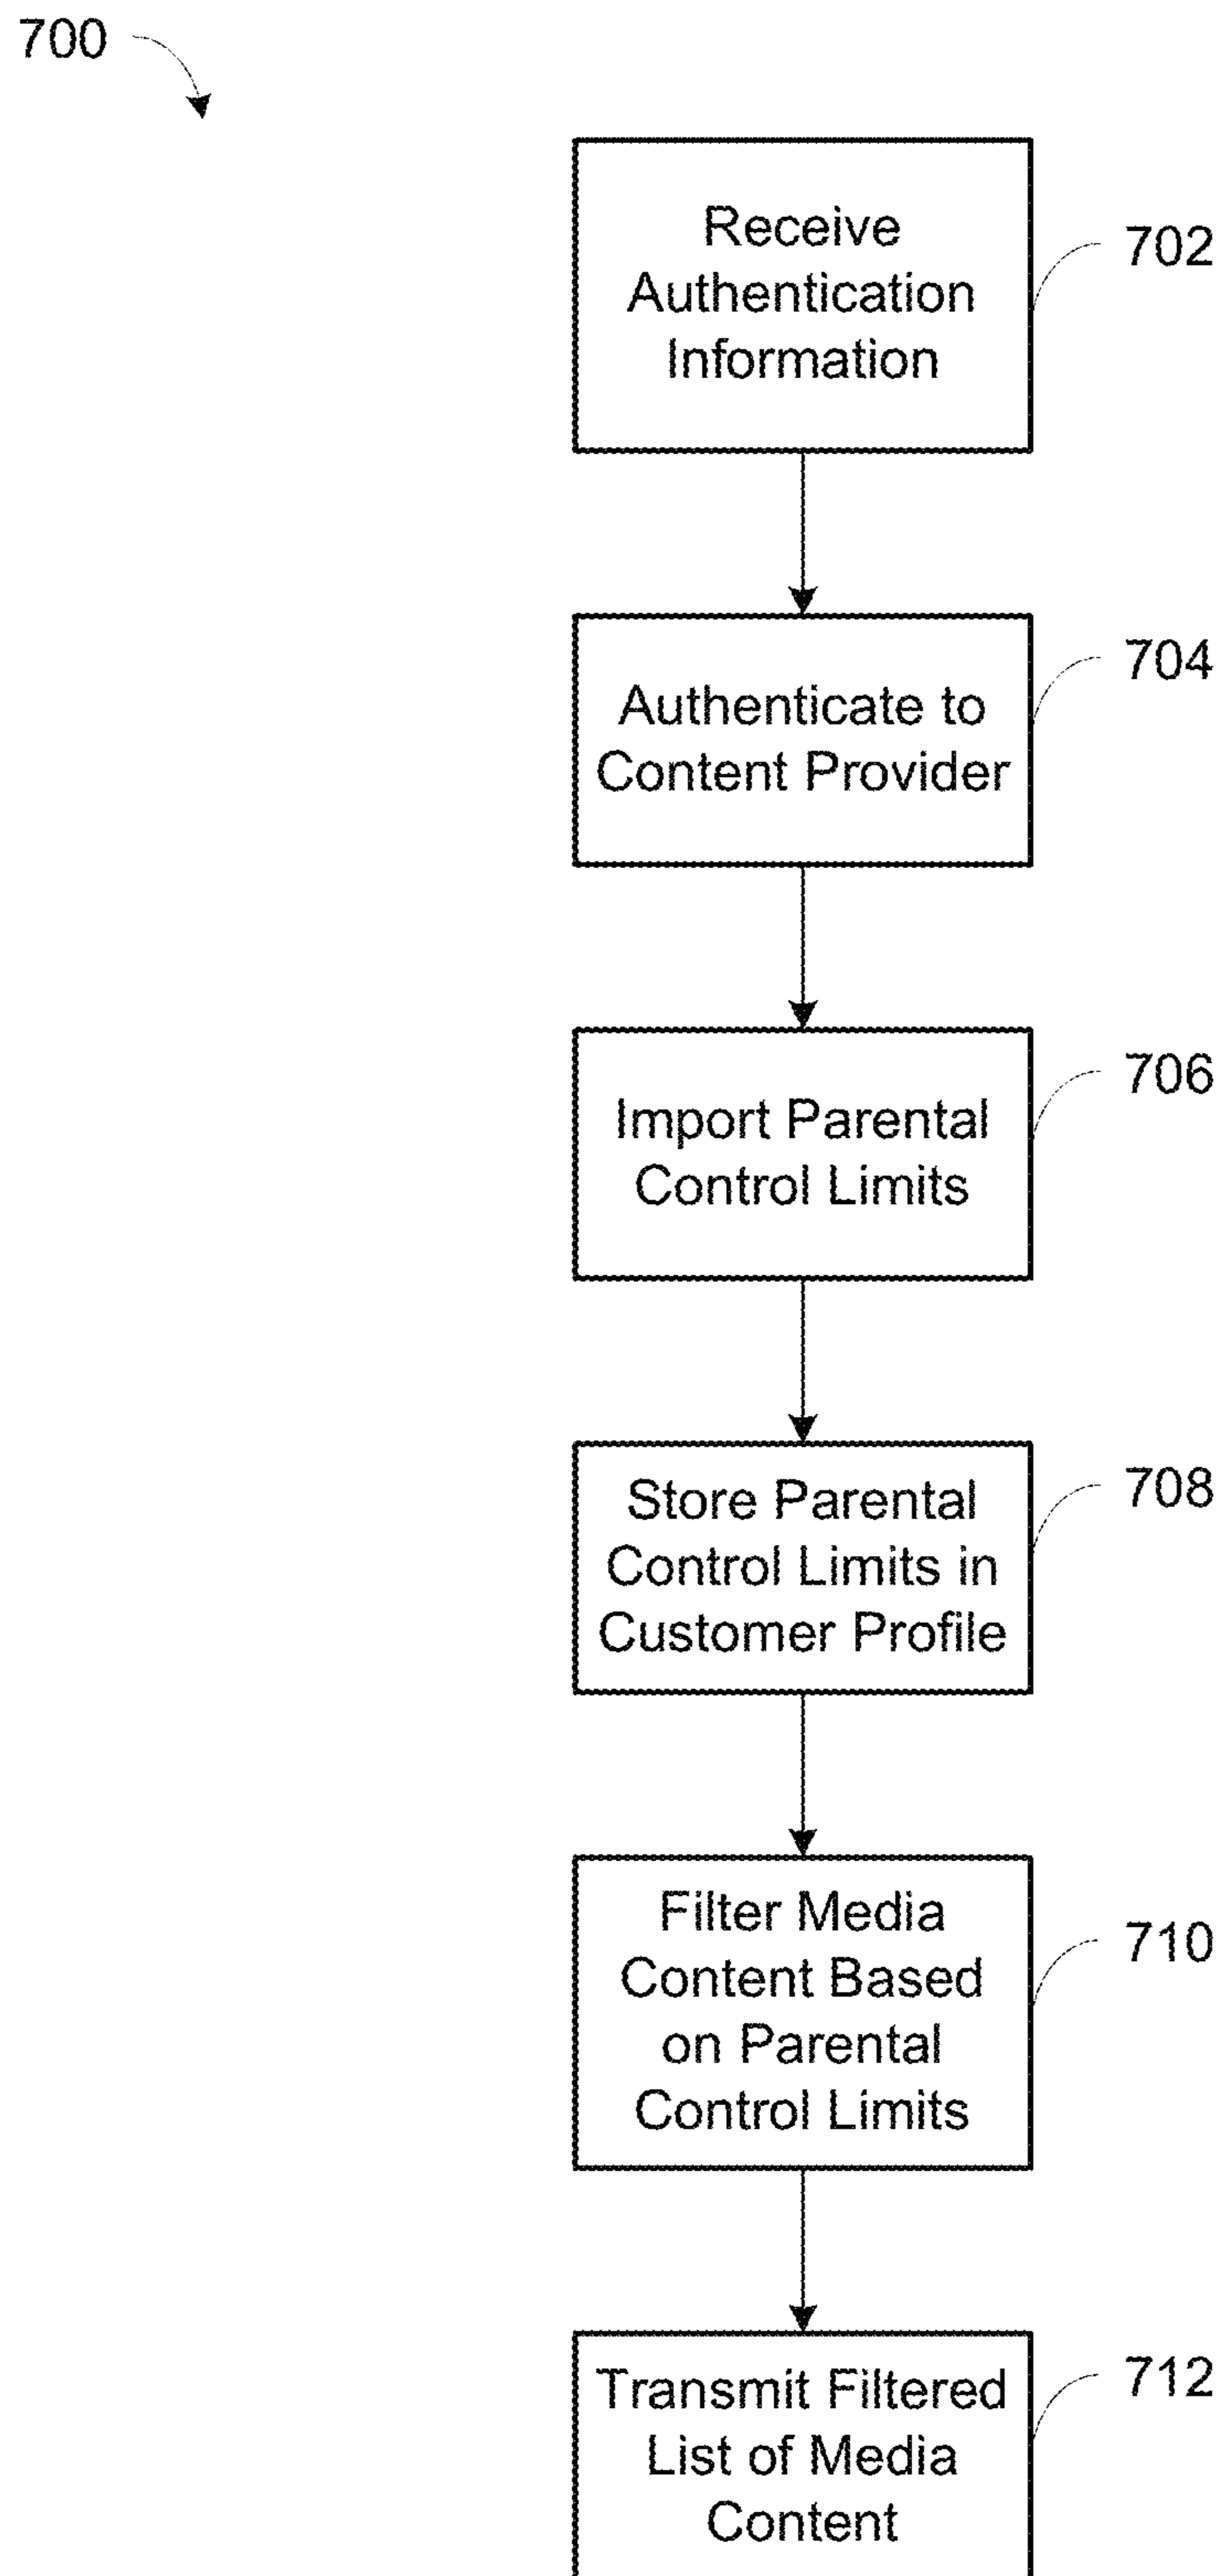 700
Receive
Authentication
Information
702
Authenticate to
Content Provider
704
Import Parental
Control Limits
706
Store Parental
Control Limits in
Customer Profile
708
Filter Media
Content Based
on Parental
Control Limits
710
Transmit Filtered
List of Media
Content
712